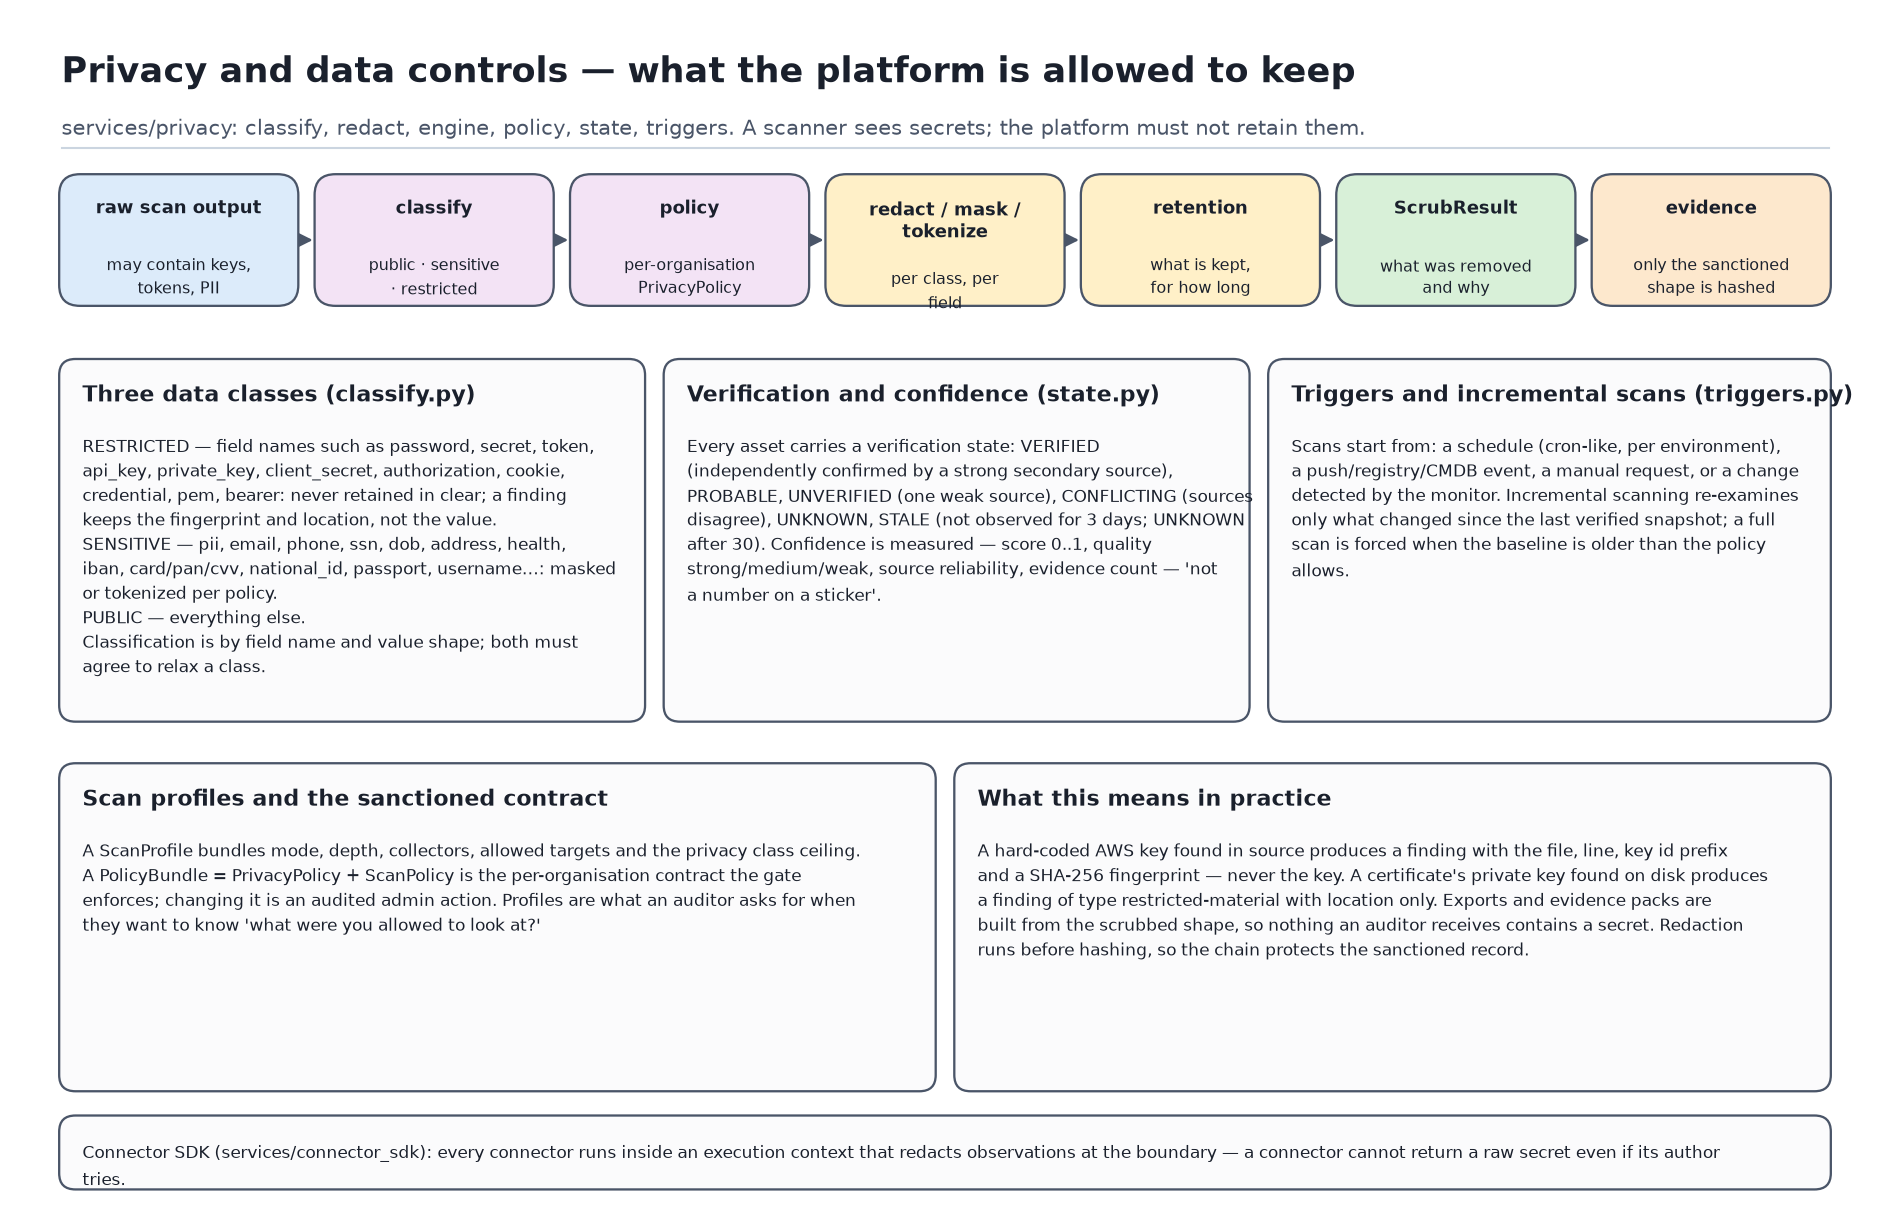 Privacy and data controls — what the platform is allowed to keep
services/privacy: classify, redact, engine, policy, state, triggers. A scanner sees secrets; the platform must not retain them.
raw scan output
may contain keys,
tokens, PII
classify
public · sensitive
· restricted
policy
per-organisation
PrivacyPolicy
redact / mask /
tokenize
per class, per
field
retention
what is kept,
for how long
ScrubResult
what was removed
and why
evidence
only the sanctioned
shape is hashed
Three data classes (classify.py)
RESTRICTED — field names such as password, secret, token,
api_key, private_key, client_secret, authorization, cookie,
credential, pem, bearer: never retained in clear; a finding
keeps the fingerprint and location, not the value.
SENSITIVE — pii, email, phone, ssn, dob, address, health,
iban, card/pan/cvv, national_id, passport, username…: masked
or tokenized per policy.
PUBLIC — everything else.
Classification is by field name and value shape; both must
agree to relax a class.
Verification and confidence (state.py)
Every asset carries a verification state: VERIFIED
(independently confirmed by a strong secondary source),
PROBABLE, UNVERIFIED (one weak source), CONFLICTING (sources
disagree), UNKNOWN, STALE (not observed for 3 days; UNKNOWN
after 30). Confidence is measured — score 0..1, quality
strong/medium/weak, source reliability, evidence count — 'not
a number on a sticker'.
Triggers and incremental scans (triggers.py)
Scans start from: a schedule (cron-like, per environment),
a push/registry/CMDB event, a manual request, or a change
detected by the monitor. Incremental scanning re-examines
only what changed since the last verified snapshot; a full
scan is forced when the baseline is older than the policy
allows.
Scan profiles and the sanctioned contract
A ScanProfile bundles mode, depth, collectors, allowed targets and the privacy class ceiling.
A PolicyBundle = PrivacyPolicy + ScanPolicy is the per-organisation contract the gate
enforces; changing it is an audited admin action. Profiles are what an auditor asks for when
they want to know 'what were you allowed to look at?'
What this means in practice
A hard-coded AWS key found in source produces a finding with the file, line, key id prefix
and a SHA-256 fingerprint — never the key. A certificate's private key found on disk produces
a finding of type restricted-material with location only. Exports and evidence packs are
built from the scrubbed shape, so nothing an auditor receives contains a secret. Redaction
runs before hashing, so the chain protects the sanctioned record.
Connector SDK (services/connector_sdk): every connector runs inside an execution context that redacts observations at the boundary — a connector cannot return a raw secret even if its author
tries.